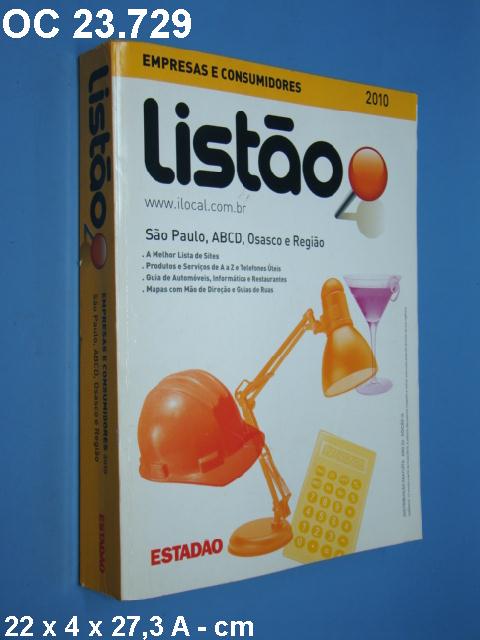 OC 23.729
EMPRESAS E CONSUMIDORES
2010
Listão
www.ilocal.com.br
São Paulo, ABCD, Osasco e Região
. A Melhor Lista de Sites
. Produtos e Serviços de A a Z e Telefones Úteis
. Guia de Automóveis, Informática e Restaurantes
. Mapas com Mão de Direção e Guias de Ruas
ESTADAO
Listão
EMPRESAS E CONSUMIDORES 2010
São Paulo, ABCD, Osasco e Região
ESTADAO
22 x 4 x 27,3 A - cm